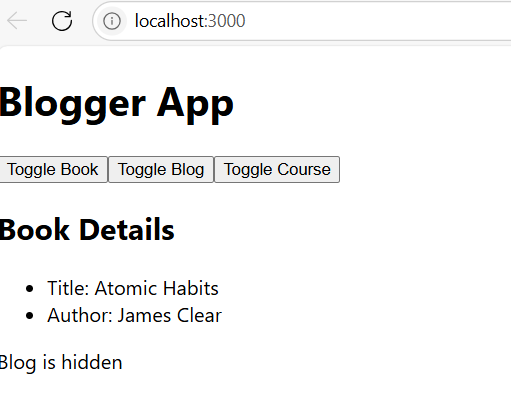 localhost:3000
Blogger App
Toggle Book Toggle Blog Toggle Course
Book Details
Title: Atomic Habits
Author: James Clear
Blog is hidden